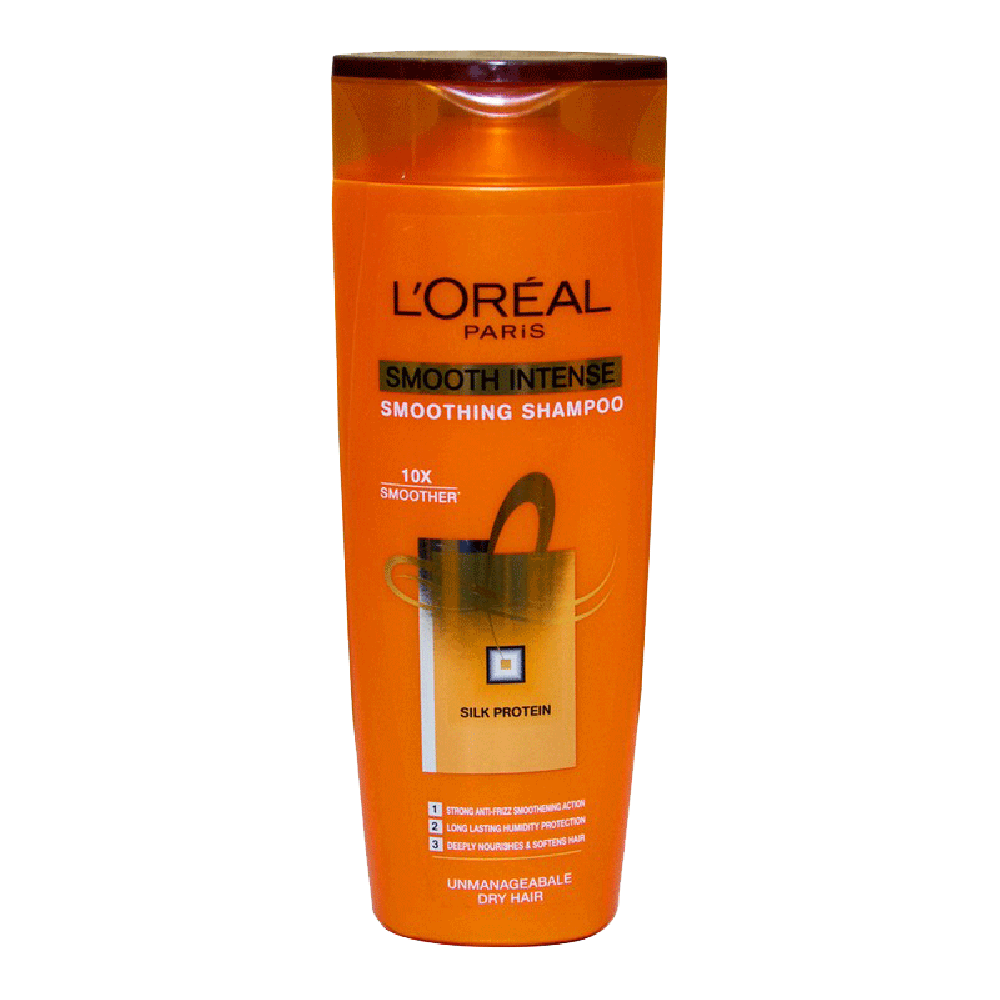 L'ORÉAL
PARiS
SMOOTH INTENSE
SMOOTHING SHAMPOO
10X
SMOOTHER*
SILK PROTEIN
1 STRONG ANTI-FRIZZ SMOOTHENING ACTION
2 LONG LASTING HUMIDITY PROTECTION
3 DEEPLY NOURISHES & SOFTENS HAIR
UNMANAGEABALE
DRY HAIR